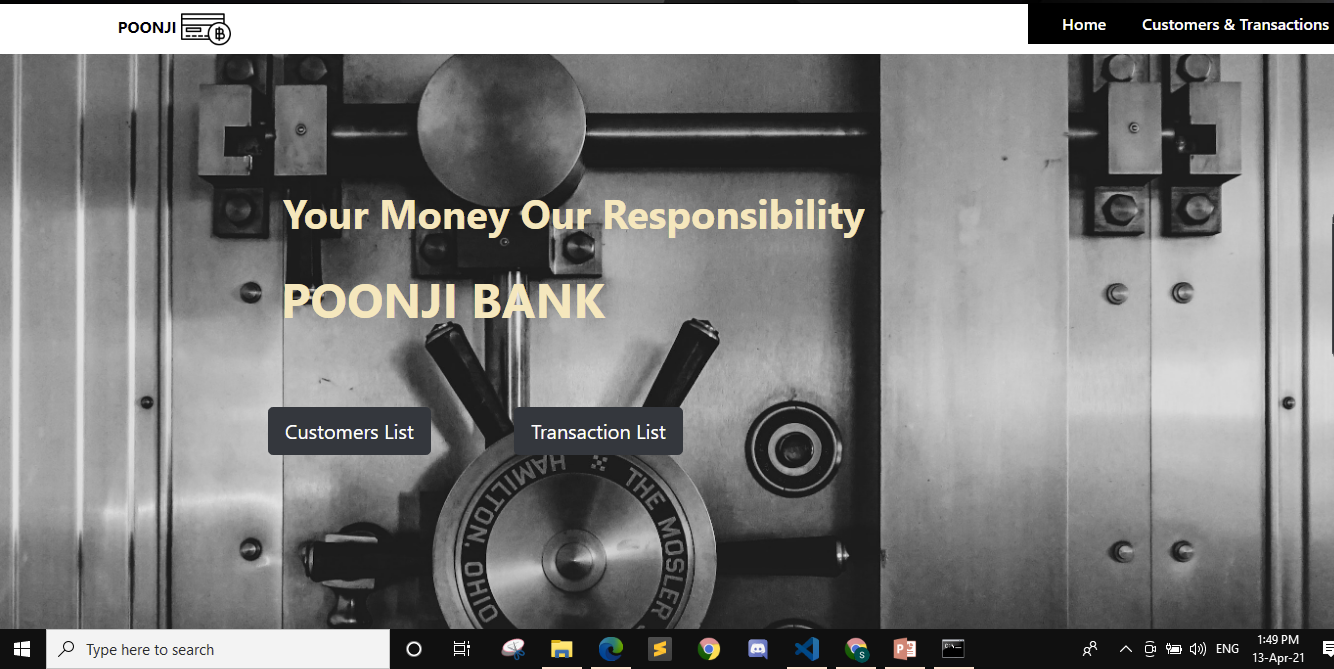 POONJI
Home
Customers & Transactions
Your Money Our Responsibility
POONJI BANK
Customers List
Transaction List
HAMILTON, OHIO
THE MOSLER
Type here to search
ENG
1:49 PM
13-Apr-21